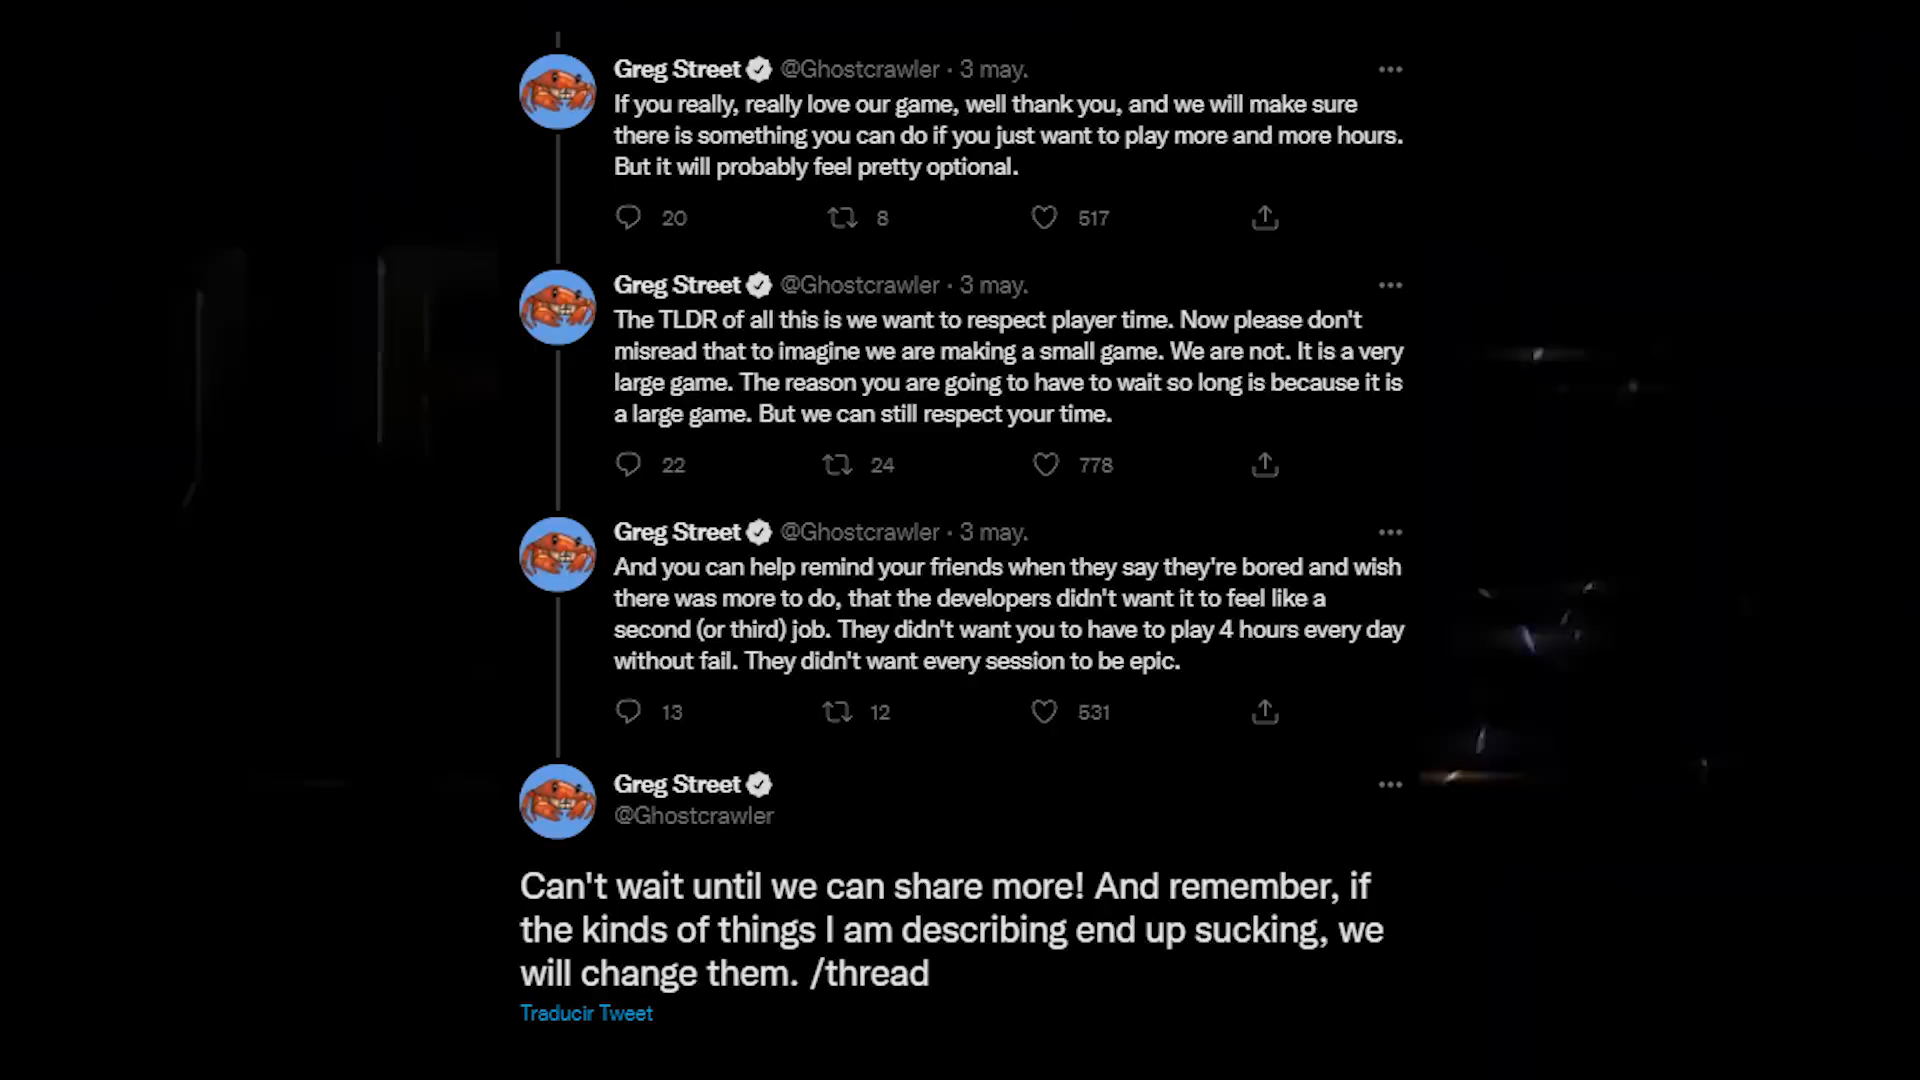 Greg Street @Ghostcrawler · 3 may.
If you really, really love our game, well thank you, and we will make sure
there is something you can do if you just want to play more and more hours.
But it will probably feel pretty optional.
20 8 517
Greg Street @Ghostcrawler · 3 may.
The TLDR of all this is we want to respect player time. Now please don't
misread that to imagine we are making a small game. We are not. It is a very
large game. The reason you are going to have to wait so long is because it is
a large game. But we can still respect your time.
22 24 778
Greg Street @Ghostcrawler · 3 may.
And you can help remind your friends when they say they're bored and wish
there was more to do, that the developers didn't want it to feel like a
second (or third) job. They didn't want you to have to play 4 hours every day
without fail. They didn't want every session to be epic.
13 12 531
Greg Street
@Ghostcrawler
Can't wait until we can share more! And remember, if
the kinds of things I am describing end up sucking, we
will change them. /thread
Traducir Tweet